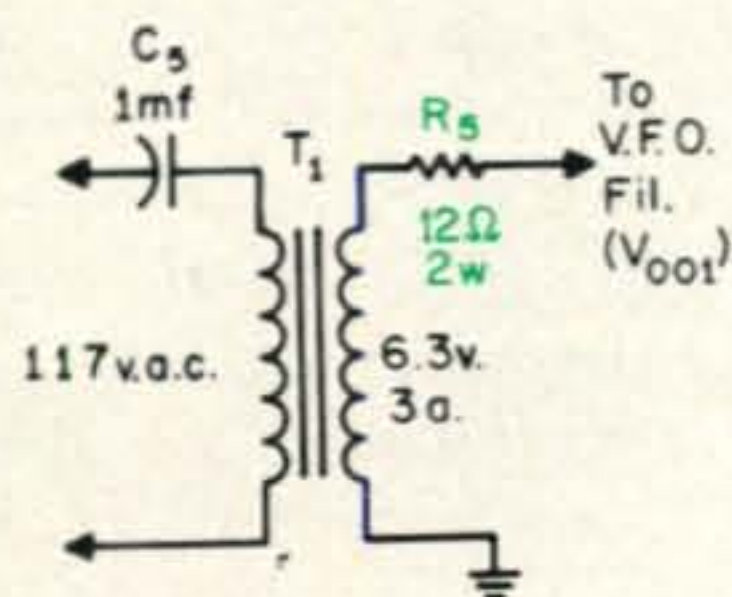 C5
1mf
T1
R5
12Ω
2w
To
V.F.O.
Fil.
(V001)
117v.a.c.
6.3v.
3a.